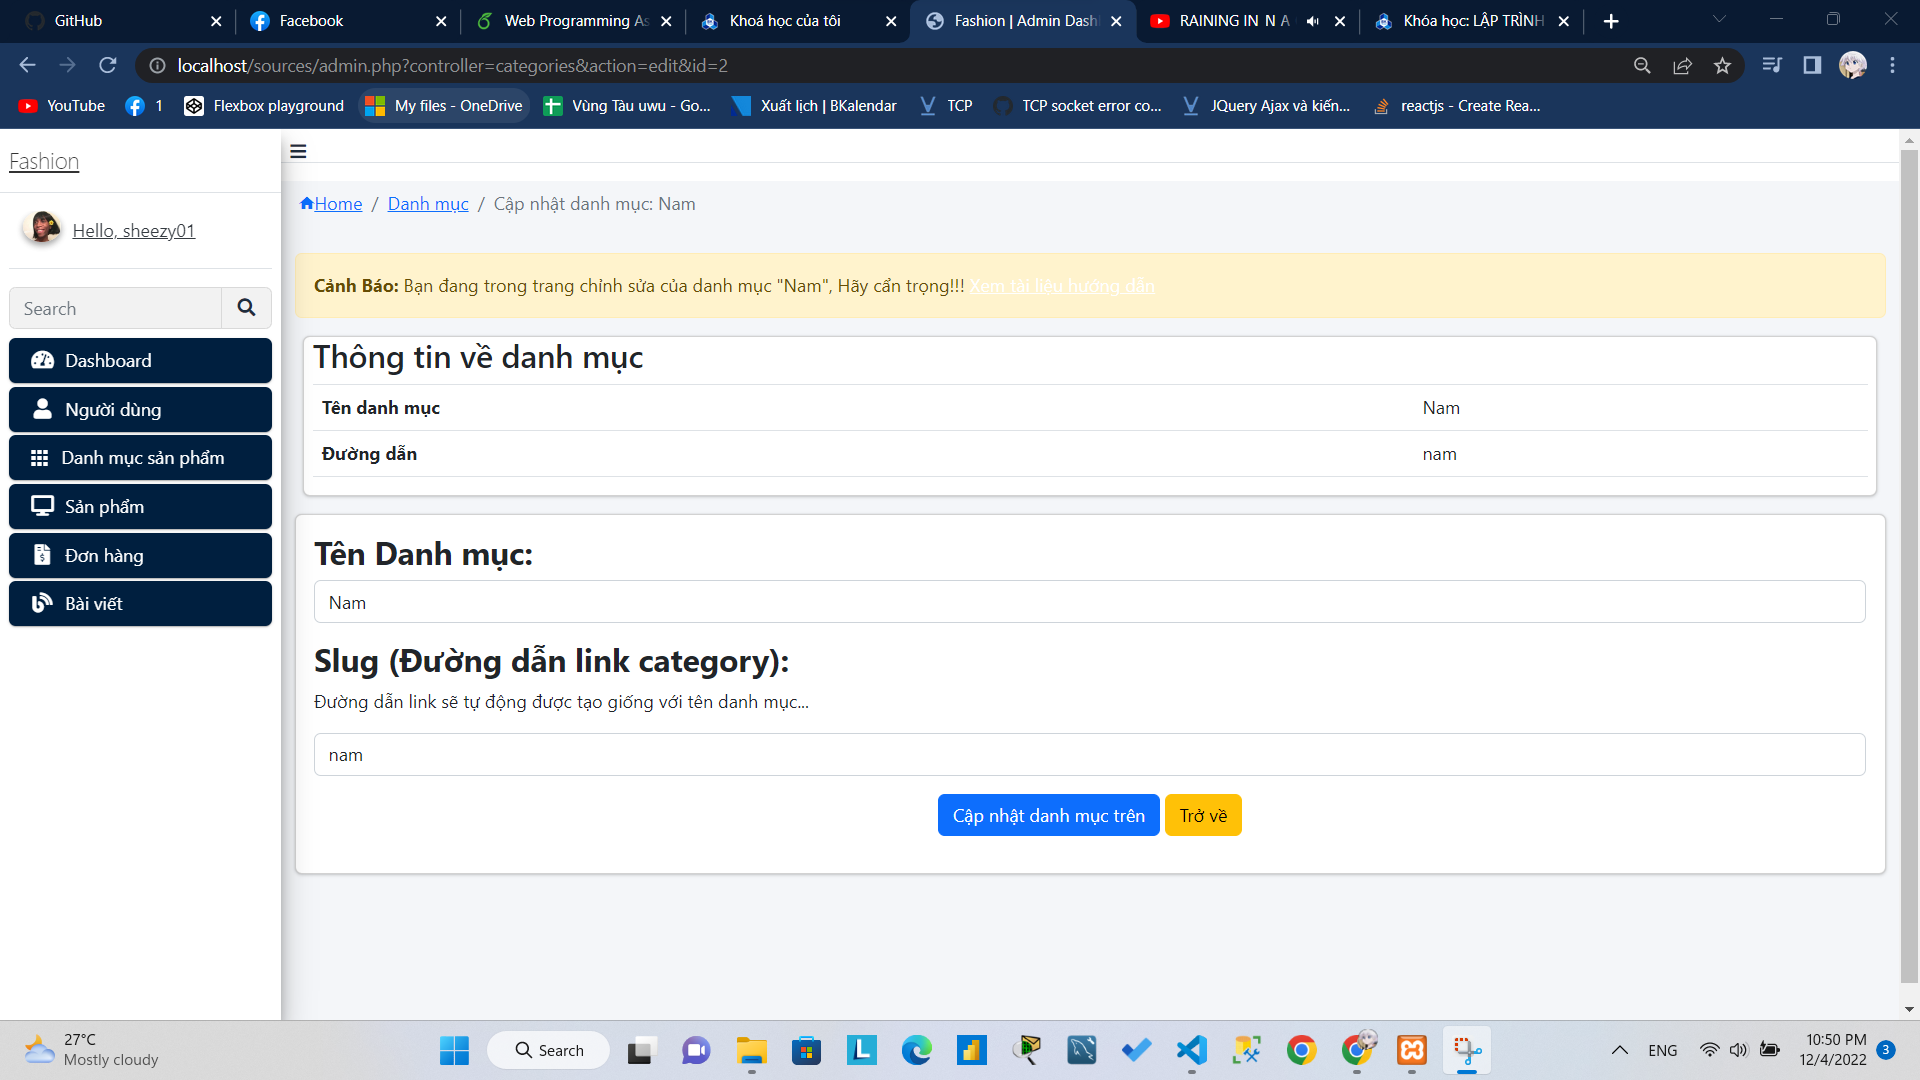 GitHub
Facebook
Web Programming As
Khoá học của tôi
Fashion | Admin Dash
RAINING IN N A
Khóa học: LẬP TRÌNH
localhost/sources/admin.php?controller=categories&action=edit&id=2
YouTube
1
Flexbox playground
My files - OneDrive
Vùng Tàu uwu - Go...
Xuất lịch | BKalendar
TCP
TCP socket error co...
JQuery Ajax và kiến...
reactjs - Create Rea...
Fashion
Hello, sheezy01
Search
Dashboard
Người dùng
Danh mục sản phẩm
Sản phẩm
Đơn hàng
Bài viết
Home / Danh mục / Cập nhật danh mục: Nam
Cảnh Báo: Bạn đang trong trang chỉnh sửa của danh mục "Nam", Hãy cẩn trọng!!! Xem tài liệu hướng dẫn
Thông tin về danh mục
Tên danh mục Nam
Đường dẫn nam
Tên Danh mục:
Nam
Slug (Đường dẫn link category):
Đường dẫn link sẽ tự động được tạo giống với tên danh mục...
nam
Cập nhật danh mục trên
Trở về
27°C
Mostly cloudy
Search
ENG
10:50 PM
12/4/2022
3